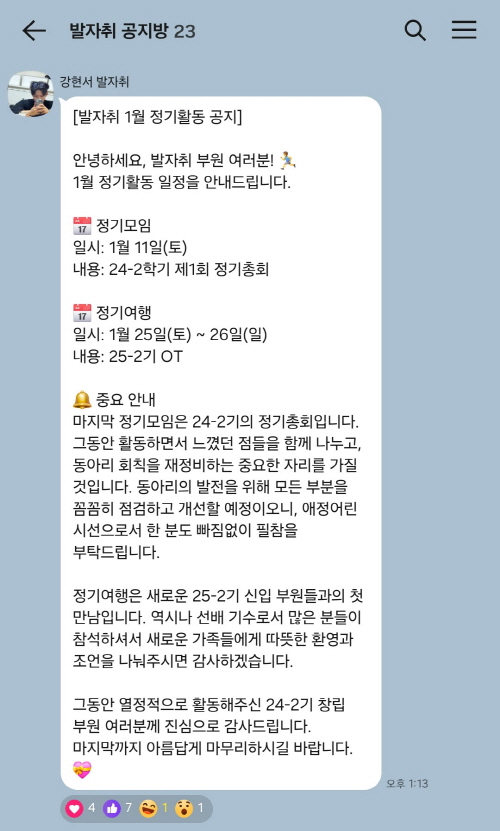 발자취 공지방 23
강현서 발자취
[발자취 1월 정기활동 공지]
안녕하세요, 발자취 부원 여러분! 🏃
1월 정기활동 일정을 안내드립니다.
📅 정기모임
일시: 1월 11일(토)
내용: 24-2학기 제1회 정기총회
📅 정기여행
일시: 1월 25일(토) ~ 26일(일)
내용: 25-2기 OT
🔔 중요 안내
마지막 정기모임은 24-2기의 정기총회입니다.
그동안 활동하면서 느꼈던 점들을 함께 나누고,
동아리 회칙을 재정비하는 중요한 자리를 가질
것입니다. 동아리의 발전을 위해 모든 부분을
꼼꼼히 점검하고 개선할 예정이오니, 애정어린
시선으로서 한 분도 빠짐없이 필참을
부탁드립니다.
정기여행은 새로운 25-2기 신입 부원들과의 첫
만남입니다. 역시나 선배 기수로서 많은 분들이
참석하셔서 새로운 가족들에게 따뜻한 환영과
조언을 나눠주시면 감사하겠습니다.
그동안 열정적으로 활동해주신 24-2기 창립
부원 여러분께 진심으로 감사드립니다.
마지막까지 아름답게 마무리하시길 바랍니다.
💝
오후 1:13
4 7 1 1